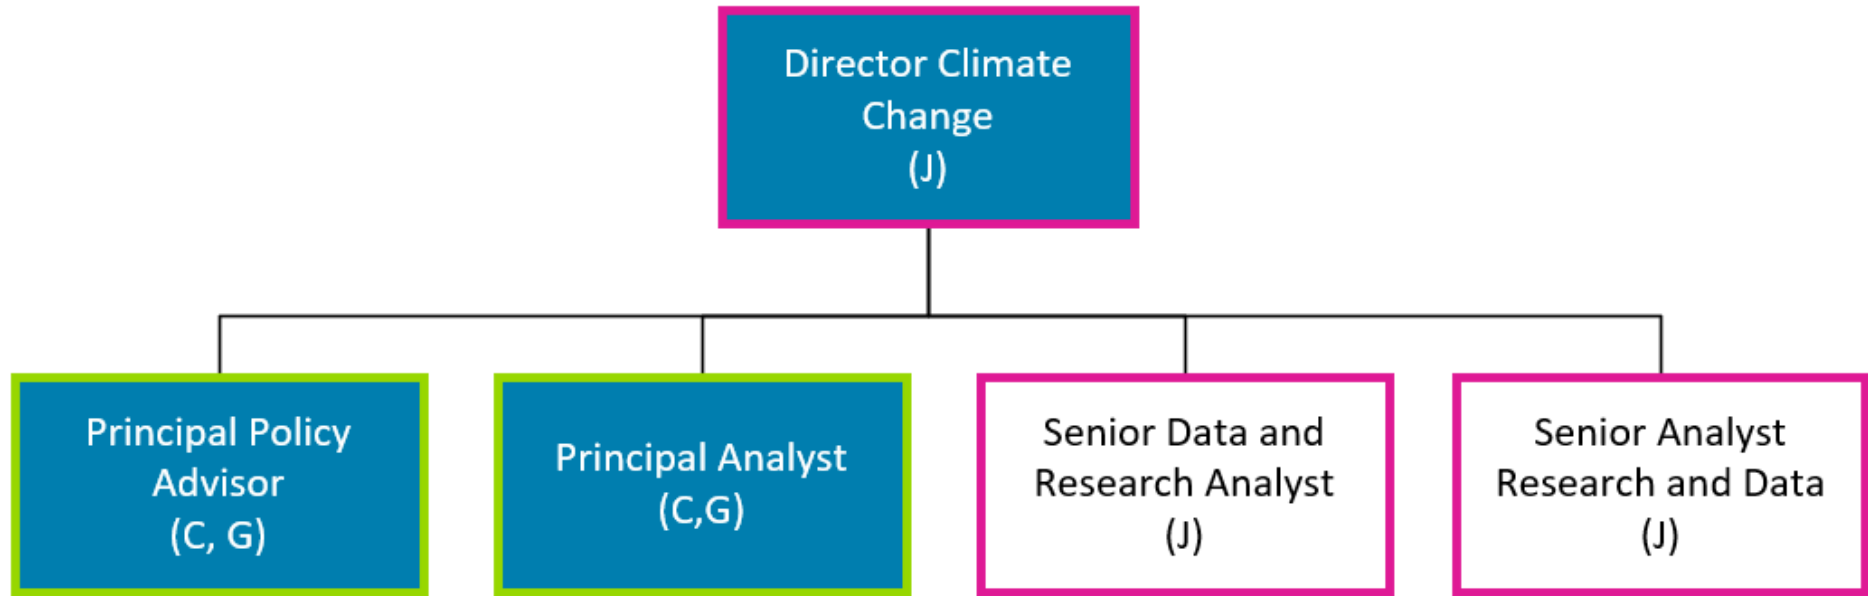 Director Climate
Change
(J)
Principal Policy
Advisor
(C, G)
Principal Analyst
(C,G)
Senior Data and
Research Analyst
(J)
Senior Analyst
Research and Data
(J)